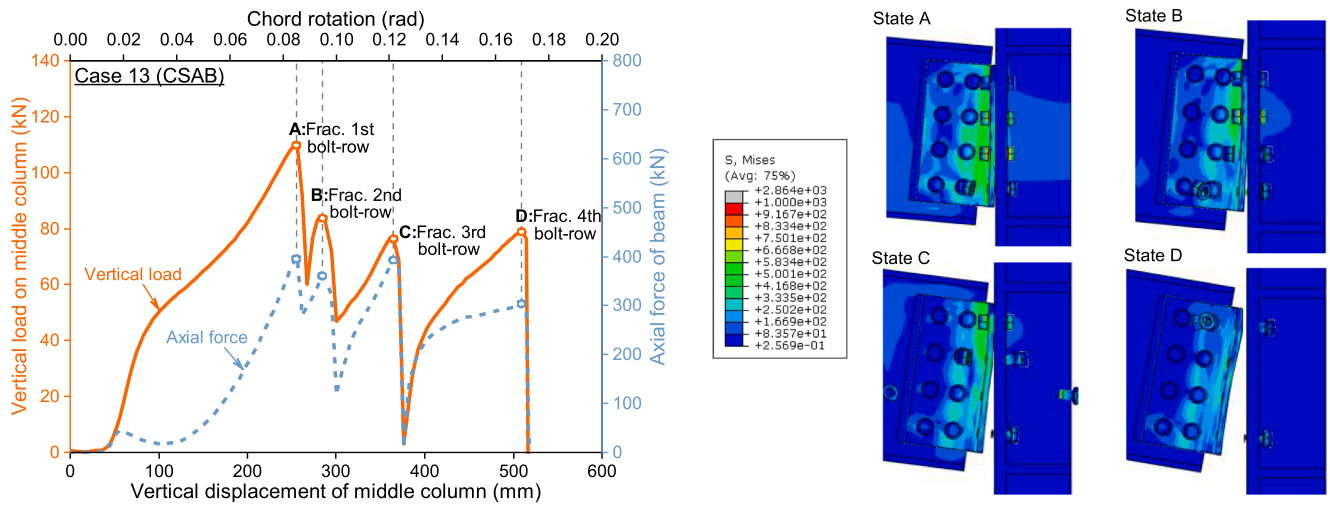 Chord rotation (rad)
0.00 0.02 0.04 0.06 0.08 0.10 0.12 0.14 0.16 0.18 0.20
Case 13 (CSAB)
Vertical load on middle column (kN)
140
120
100
80
60
40
20
0
A:Frac. 1st
bolt-row
B:Frac. 2nd
bolt-row
C:Frac. 3rd
bolt-row
D:Frac. 4th
bolt-row
Vertical load
Axial force
800
700
600
500
400
300
200
100
0
Axial force of beam (kN)
0 100 200 300 400 500 600
Vertical displacement of middle column (mm)
S, Mises
(Avg: 75%)
+2.864e+03
+1.000e+03
+9.167e+02
+8.334e+02
+7.501e+02
+6.668e+02
+5.834e+02
+5.001e+02
+4.168e+02
+3.335e+02
+2.502e+02
+1.669e+02
+8.357e+01
+2.569e-01
State A
State B
State C
State D